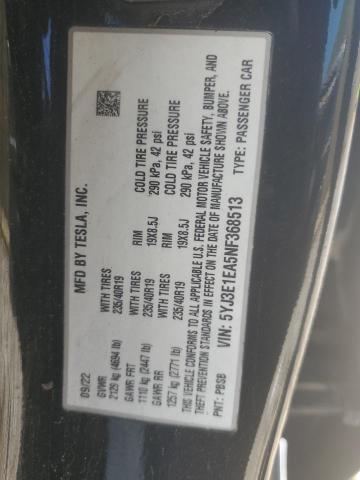 MFD BY TESLA, INC.
09/22
GVWR
2129 kg (4694 lb)
WITH TIRES
235/40R19
RIM
19X8.5J
COLD TIRE PRESSURE
290 kPa, 42 psi
GAWR FRT
1110 kg (2447 lb)
WITH TIRES
235/40R19
RIM
19X8.5J
COLD TIRE PRESSURE
290 kPa, 42 psi
GAWR RR
1257 kg (2771 lb)
THIS VEHICLE CONFORMS TO ALL APPLICABLE U.S. FEDERAL MOTOR VEHICLE SAFETY, BUMPER, AND
THEFT PREVENTION STANDARDS IN EFFECT ON THE DATE OF MANUFACTURE SHOWN ABOVE.
VIN: 5YJ3E1EA5NF368513
TYPE: PASSENGER CAR
PNT: PBSB